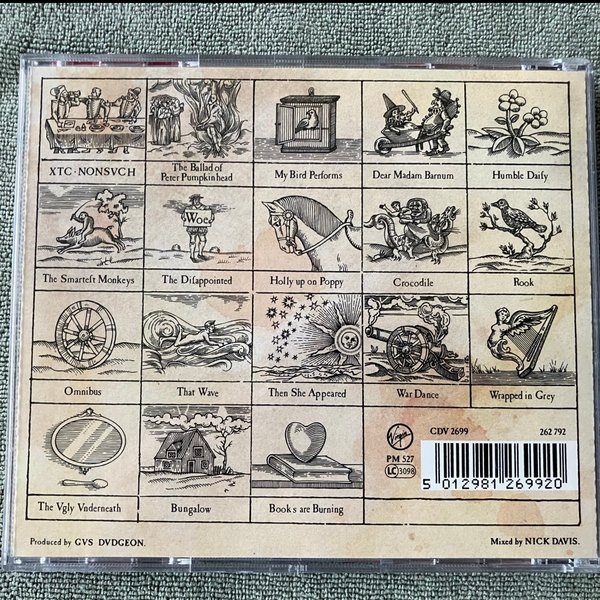 XTC · NONSVCH
The Ballad of
Peter Pumpkinhead
My Bird Performs
Dear Madam Barnum
Humble Daiſy
Woe
The Smarteſt Monkeys
The Diſappointed
Holly up on Poppy
Crocodile
Rook
Omnibus
That Wave
Then She Appeared
War Dance
Wrapped in Grey
Virgin
CDV 2699
262 792
PM 527
LC 3098
5 012981 269920
The Vgly Vnderneath
Bungalow
Books are Burning
Produced by GVS DVDGEON.
Mixed by NICK DAVIS.